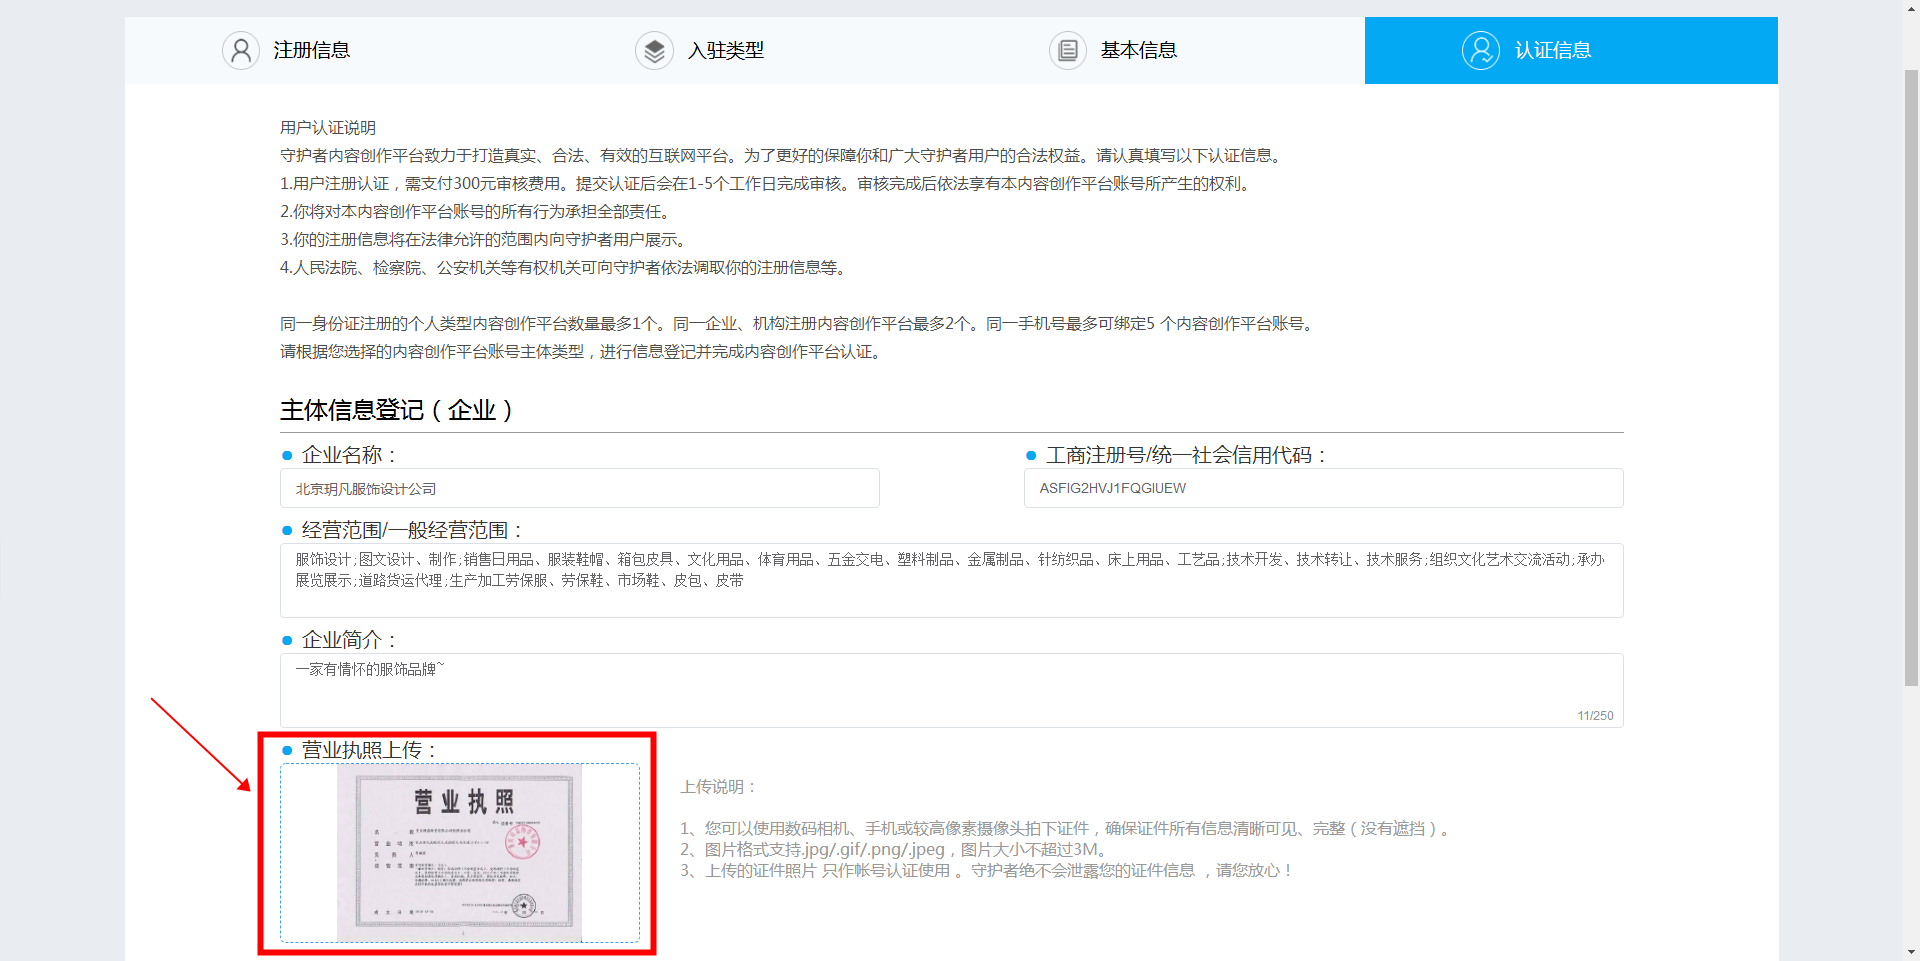 注册信息
入驻类型
基本信息
认证信息
用户认证说明
守护者内容创作平台致力于打造真实、合法、有效的互联网平台。为了更好的保障你和广大守护者用户的合法权益。请认真填写以下认证信息。
1.用户注册认证，需支付300元审核费用。提交认证后会在1-5个工作日完成审核。审核完成后依法享有本内容创作平台账号所产生的权利。
2.你将对本内容创作平台账号的所有行为承担全部责任。
3.你的注册信息将在法律允许的范围内向守护者用户展示。
4.人民法院、检察院、公安机关等有权机关可向守护者依法调取你的注册信息等。
同一身份证注册的个人类型内容创作平台数量最多1个。同一企业、机构注册内容创作平台最多2个。同一手机号最多可绑定5 个内容创作平台账号。
请根据您选择的内容创作平台账号主体类型，进行信息登记并完成内容创作平台认证。
主体信息登记（企业）
企业名称：
工商注册号/统一社会信用代码：
北京玥凡服饰设计公司
ASFIG2HVJ1FQGIUEW
经营范围/一般经营范围：
服饰设计;图文设计、制作;销售日用品、服装鞋帽、箱包皮具、文化用品、体育用品、五金交电、塑料制品、金属制品、针纺织品、床上用品、工艺品;技术开发、技术转让、技术服务;组织文化艺术交流活动;承办
展览展示;道路货运代理;生产加工劳保服、劳保鞋、市场鞋、皮包、皮带
企业简介：
一家有情怀的服饰品牌~
11/250
营业执照上传：
营业执照
上传说明：
1、您可以使用数码相机、手机或较高像素摄像头拍下证件，确保证件所有信息清晰可见、完整（没有遮挡）。
2、图片格式支持.jpg/.gif/.png/.jpeg，图片大小不超过3M。
3、上传的证件照片 只作帐号认证使用 。守护者绝不会泄露您的证件信息 ，请您放心！